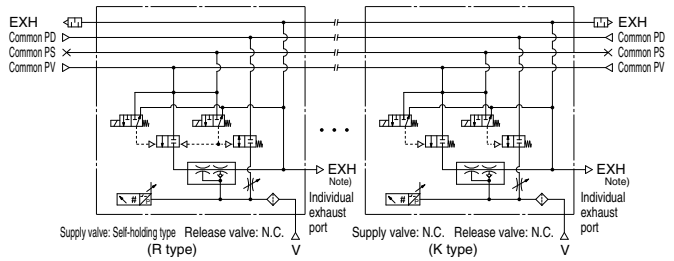 EXH
EXH
Common PD
Common PD
Common PS
Common PS
Common PV
Common PV
EXH
Note)
EXH
Note)
#
Individual
exhaust
port
#
Individual
exhaust
port
Supply valve: Self-holding type
Release valve: N.C.
(R type)
V
Supply valve: N.C.
Release valve: N.C.
(K type)
V